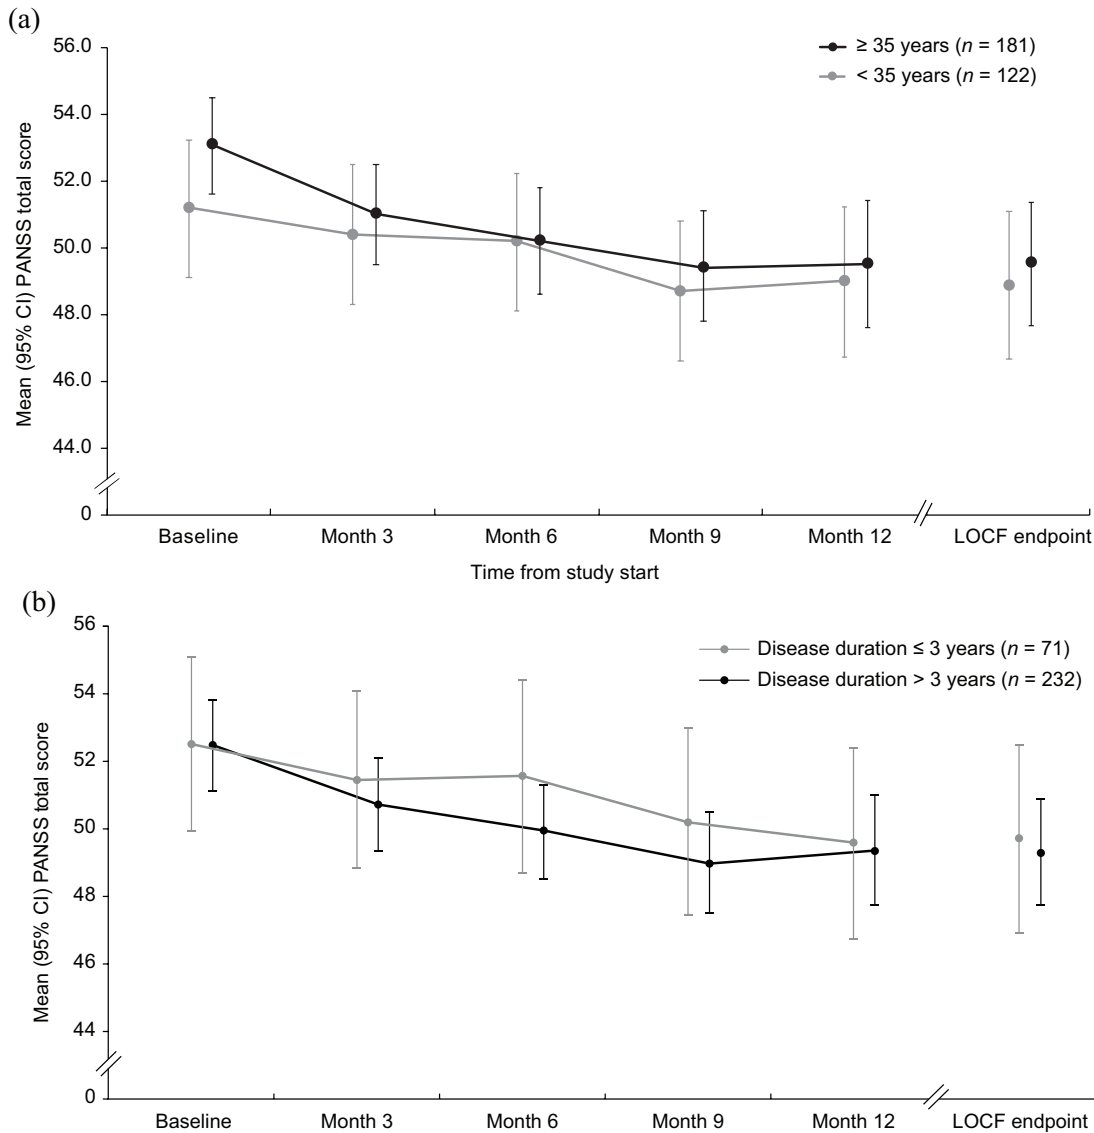 (a)
56.0
54.0
52.0
50.0
48.0
46.0
44.0
0
Mean (95% CI) PANSS total score
≥ 35 years (n = 181)
< 35 years (n = 122)
Baseline Month 3 Month 6 Month 9 Month 12 LOCF endpoint
Time from study start
(b)
56
54
52
50
48
46
44
0
Mean (95% CI) PANSS total score
Disease duration ≤ 3 years (n = 71)
Disease duration > 3 years (n = 232)
Baseline Month 3 Month 6 Month 9 Month 12 LOCF endpoint